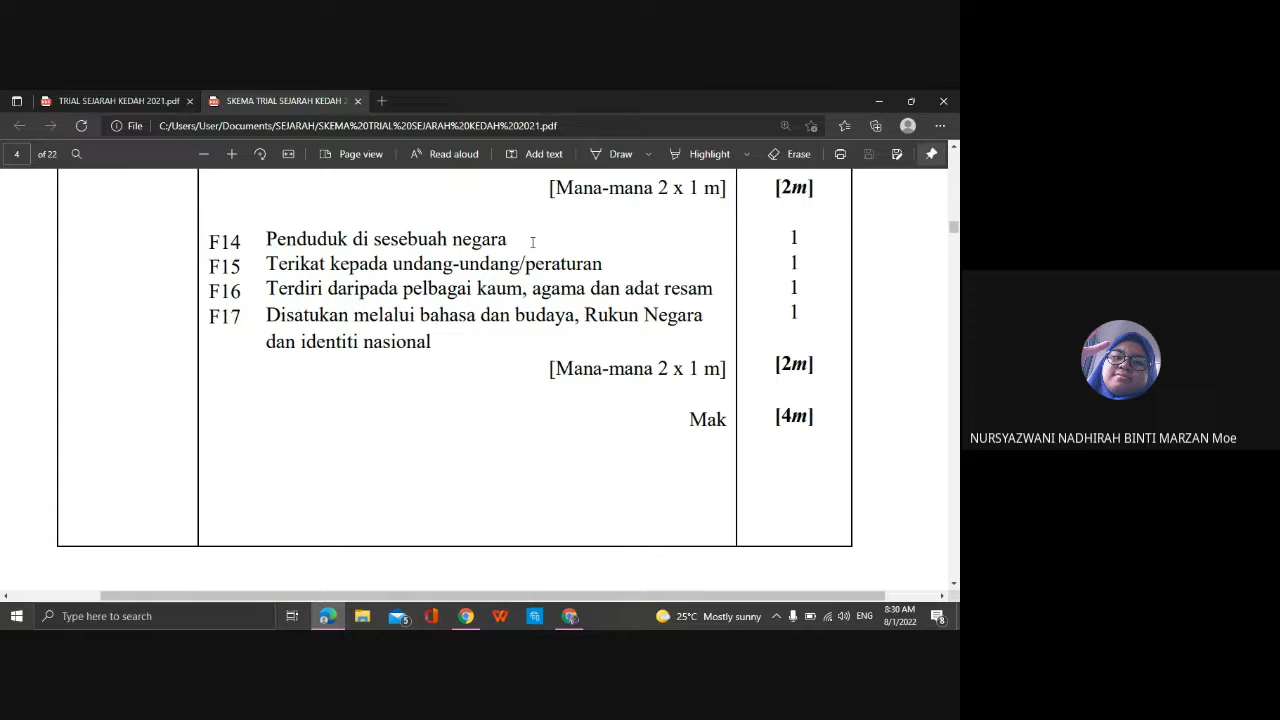 TRIAL SEJARAH KEDAH 2021.pdf
SKEMA TRIAL SEJARAH KEDAH 2
File C:/Users/User/Documents/SEJARAH/SKEMA%20TRIAL%20SEJARAH%20KEDAH%202021.pdf
4 of 22 Page view Read aloud Add text Draw Highlight Erase
[Mana-mana 2 x 1 m] [2m]
F14 Penduduk di sesebuah negara 1
F15 Terikat kepada undang-undang/peraturan 1
F16 Terdiri daripada pelbagai kaum, agama dan adat resam 1
F17 Disatukan melalui bahasa dan budaya, Rukun Negara 1
dan identiti nasional
[Mana-mana 2 x 1 m] [2m]
Mak [4m]
NURSYAZWANI NADHIRAH BINTI MARZAN Moe
Type here to search
5
25°C Mostly sunny
ENG
8:30 AM
8/1/2022
8